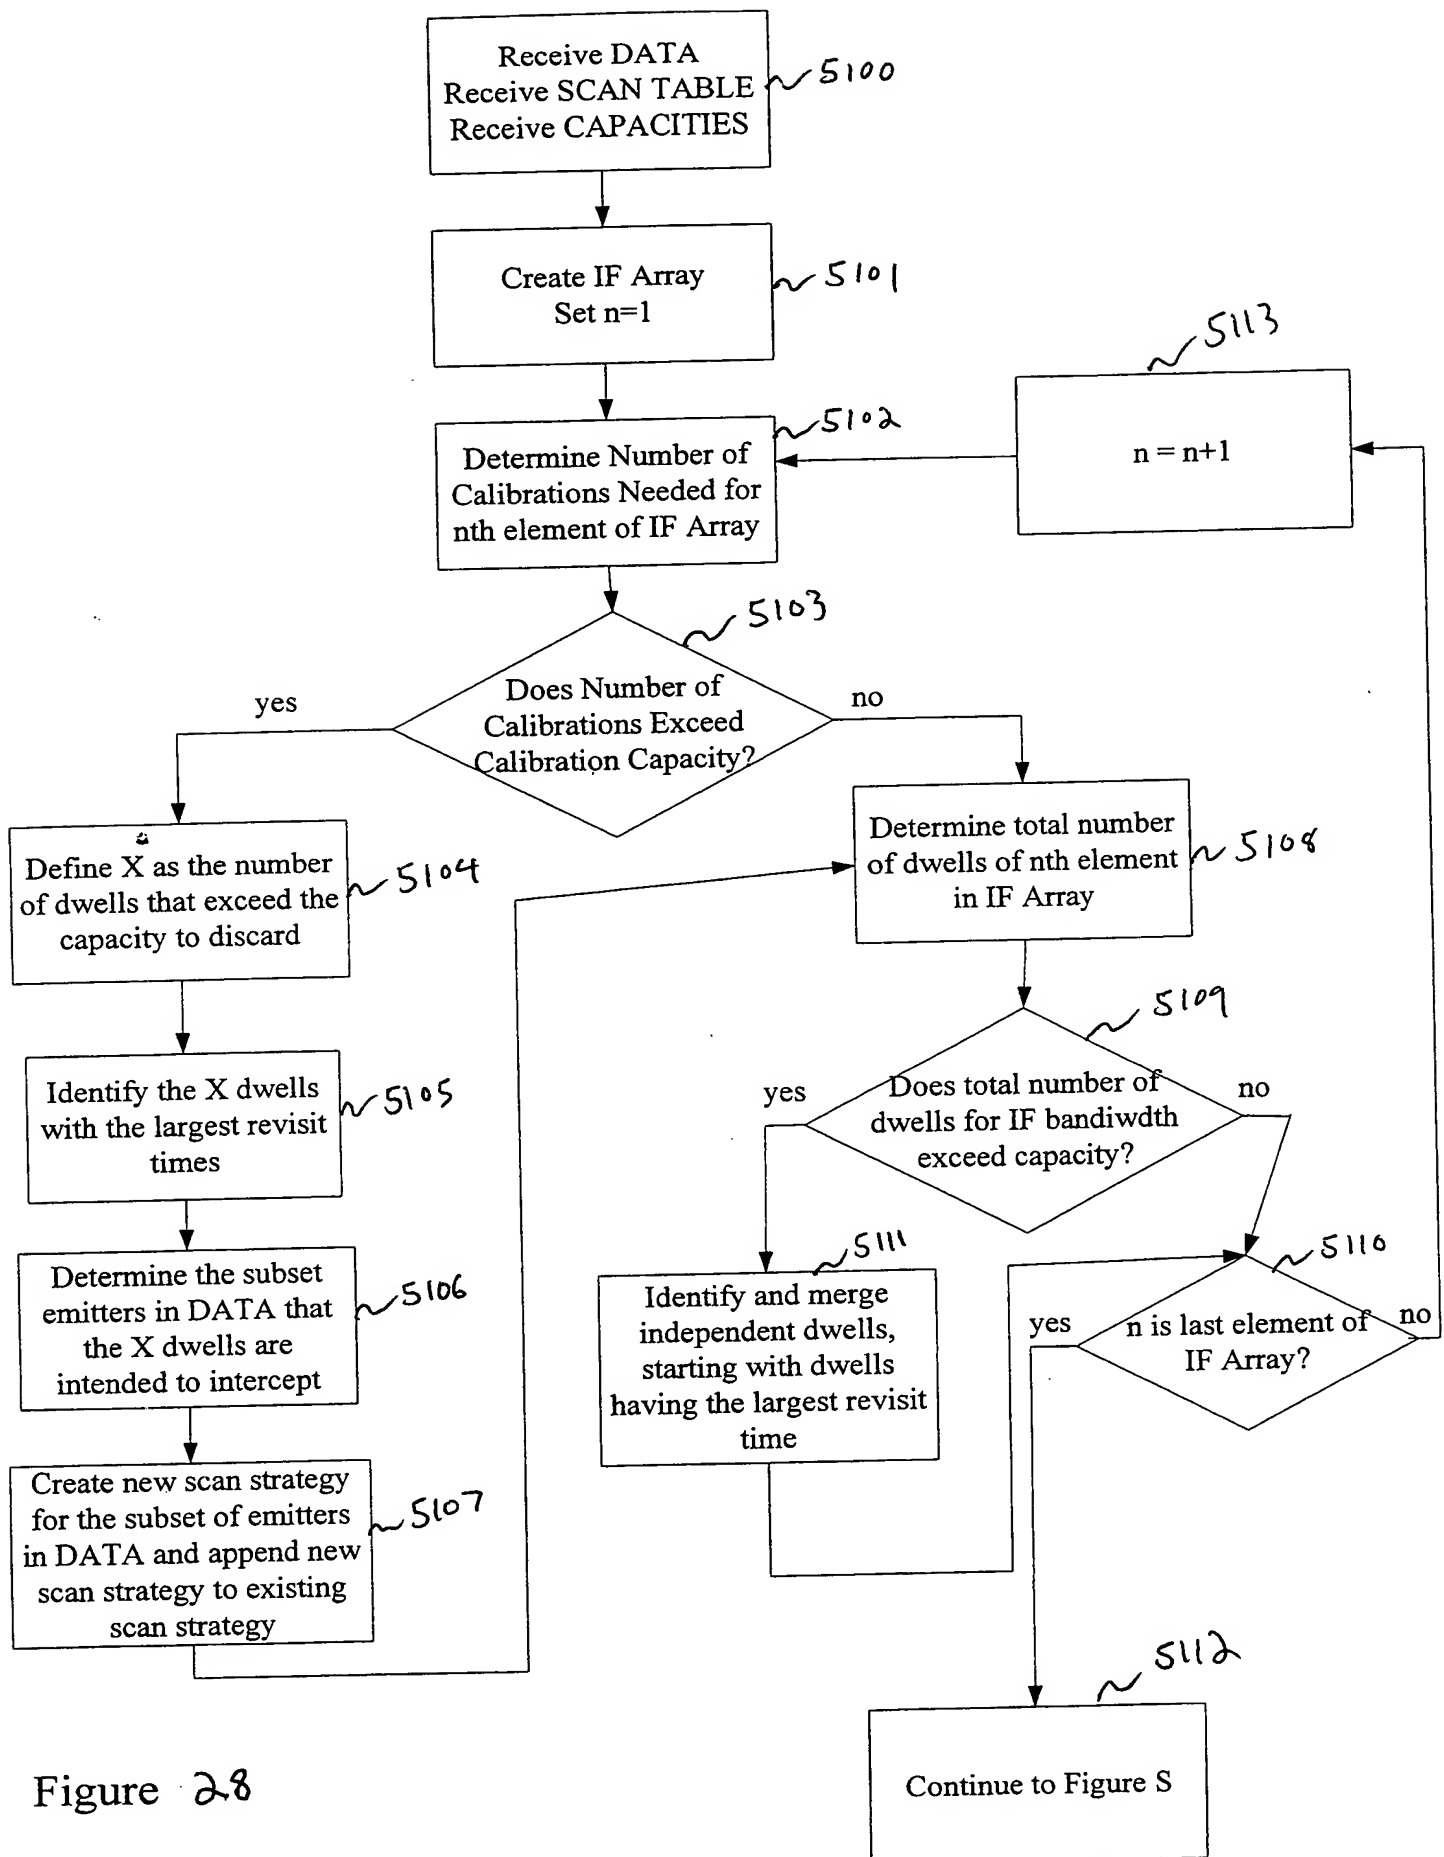 Receive DATA
Receive SCAN TABLE
Receive CAPACITIES
5100
Create IF Array
Set n=1
5101
5113
n = n+1
5102
Determine Number of
Calibrations Needed for
nth element of IF Array
5103
Does Number of
Calibrations Exceed
Calibration Capacity?
yes
no
Define X as the number
of dwells that exceed the
capacity to discard
5104
Determine total number
of dwells of nth element
in IF Array
5108
Identify the X dwells
with the largest revisit
times
5105
5109
Does total number of
dwells for IF bandiwdth
exceed capacity?
yes
no
Determine the subset
emitters in DATA that
the X dwells are
intended to intercept
5106
5111
Identify and merge
independent dwells,
starting with dwells
having the largest revisit
time
5110
n is last element of
IF Array?
yes
no
Create new scan strategy
for the subset of emitters
in DATA and append new
scan strategy to existing
scan strategy
5107
5112
Continue to Figure S
Figure 28